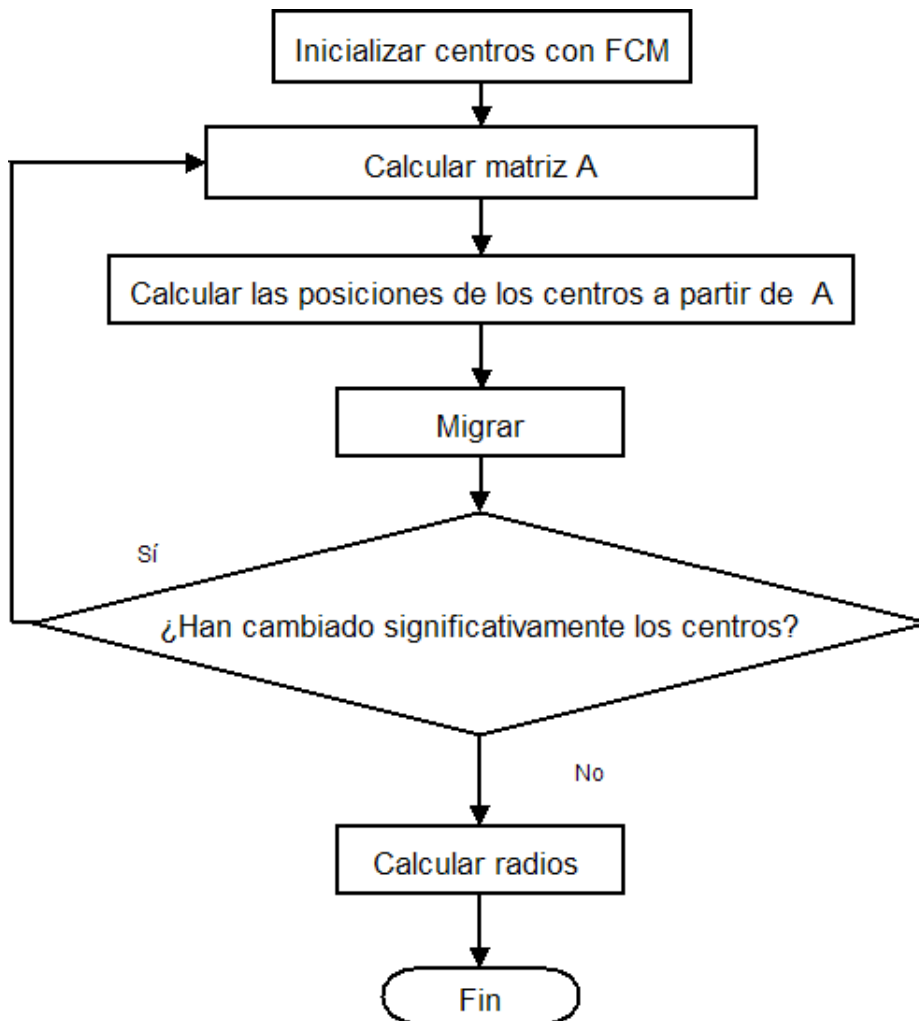 Inicializar centros con FCM
Calcular matriz A
Calcular las posiciones de los centros a partir de A
Migrar
Sí
¿Han cambiado significativamente los centros?
No
Calcular radios
Fin